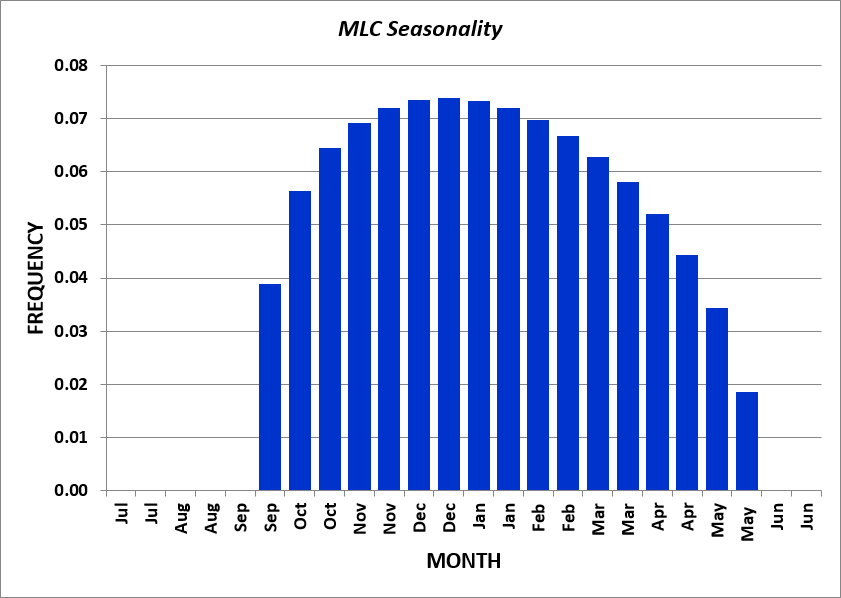 MLC Seasonality
0.08
0.07
0.06
0.05
0.04
0.03
0.02
0.01
0.00
FREQUENCY
Jul Jul Aug Aug Sep Sep Oct Oct Nov Nov Dec Dec Jan Jan Feb Feb Mar Mar Apr Apr May May Jun Jun
MONTH